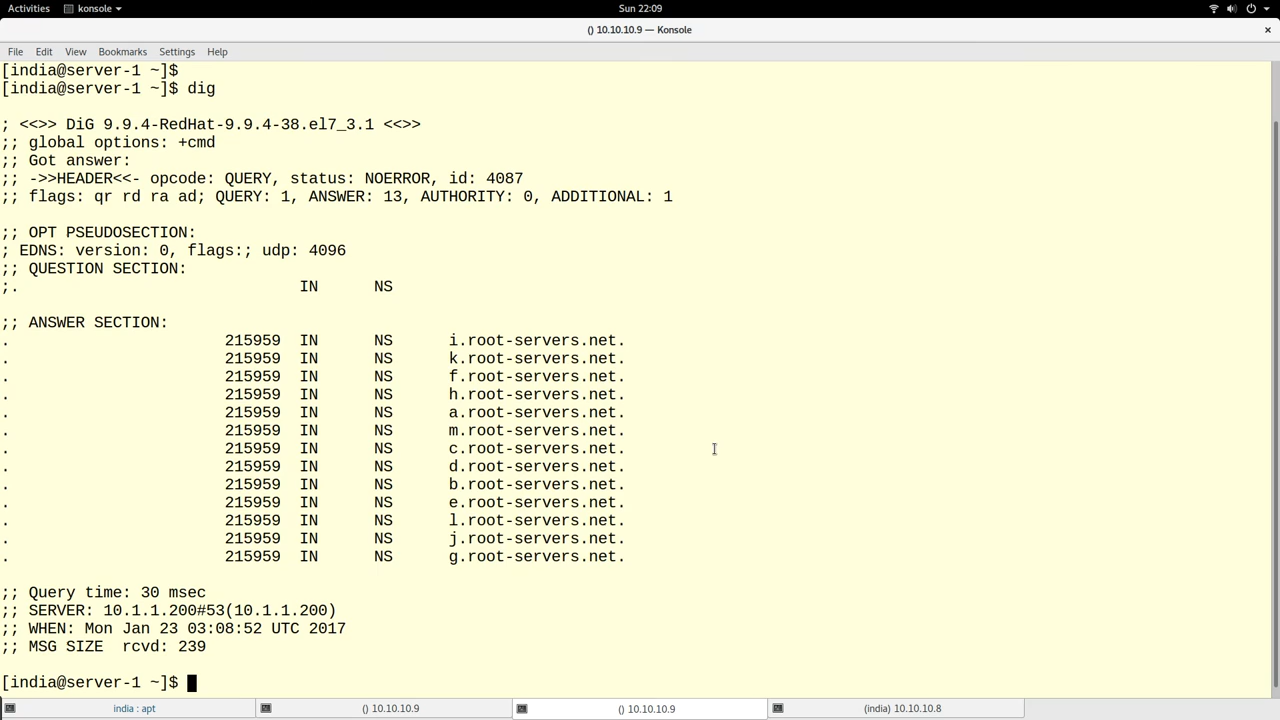 Activities konsole Sun 22:09
() 10.10.10.9 — Konsole ×
File Edit View Bookmarks Settings Help
[india@server-1 ~]$
[india@server-1 ~]$ dig
; <<>> DiG 9.9.4-RedHat-9.9.4-38.el7_3.1 <<>>
;; global options: +cmd
;; Got answer:
;; ->>HEADER<<- opcode: QUERY, status: NOERROR, id: 4087
;; flags: qr rd ra ad; QUERY: 1, ANSWER: 13, AUTHORITY: 0, ADDITIONAL: 1
;; OPT PSEUDOSECTION:
; EDNS: version: 0, flags:; udp: 4096
;; QUESTION SECTION:
;. IN NS
;; ANSWER SECTION:
. 215959 IN NS i.root-servers.net.
. 215959 IN NS k.root-servers.net.
. 215959 IN NS f.root-servers.net.
. 215959 IN NS h.root-servers.net.
. 215959 IN NS a.root-servers.net.
. 215959 IN NS m.root-servers.net.
. 215959 IN NS c.root-servers.net.
. 215959 IN NS d.root-servers.net.
. 215959 IN NS b.root-servers.net.
. 215959 IN NS e.root-servers.net.
. 215959 IN NS l.root-servers.net.
. 215959 IN NS j.root-servers.net.
. 215959 IN NS g.root-servers.net.
;; Query time: 30 msec
;; SERVER: 10.1.1.200#53(10.1.1.200)
;; WHEN: Mon Jan 23 03:08:52 UTC 2017
;; MSG SIZE rcvd: 239
[india@server-1 ~]$
india : apt () 10.10.10.9 () 10.10.10.9 (india) 10.10.10.8